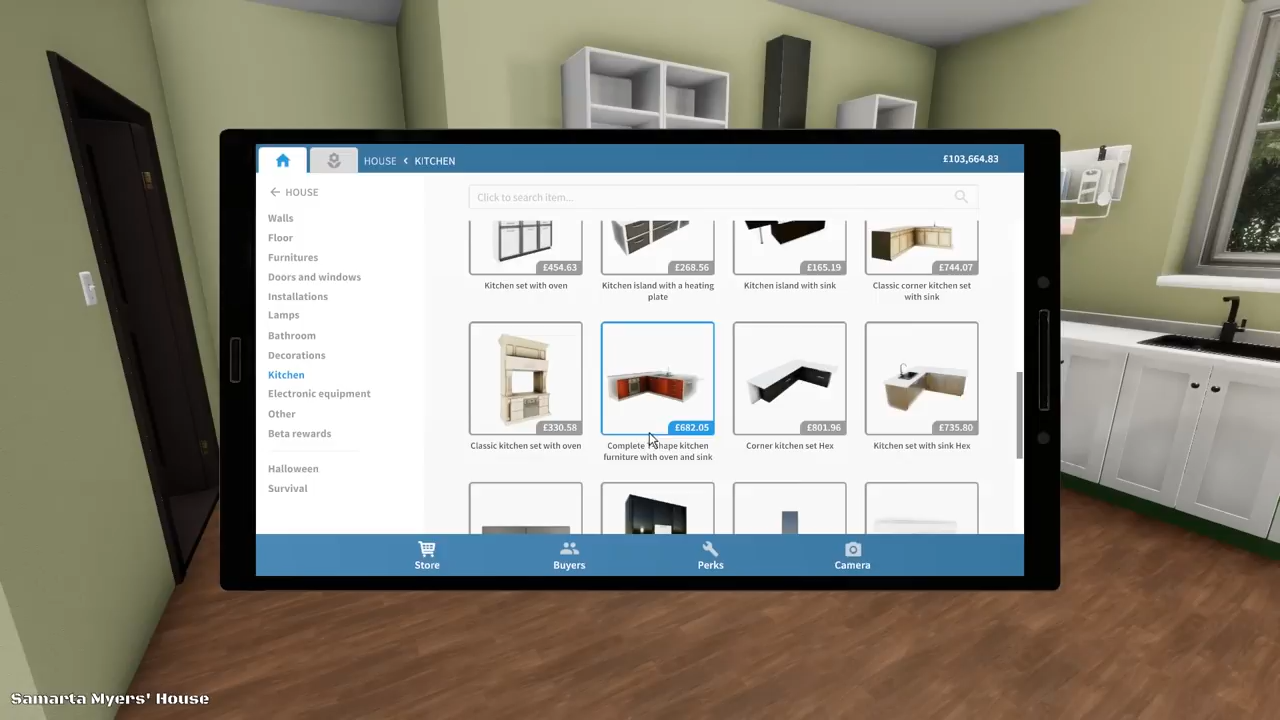 HOUSE < KITCHEN
£103,664.83
← HOUSE
Walls
Floor
Furnitures
Doors and windows
Installations
Lamps
Bathroom
Decorations
Kitchen
Electronic equipment
Other
Beta rewards
Halloween
Survival
Click to search item...
£454.63
£268.56
£165.19
£744.07
Kitchen set with oven
Kitchen island with a heating
plate
Kitchen island with sink
Classic corner kitchen set
with sink
£330.58
£682.05
£801.96
£735.80
Classic kitchen set with oven
Complete shape kitchen
furniture with oven and sink
Corner kitchen set Hex
Kitchen set with sink Hex
Store
Buyers
Perks
Camera
Samarta Myers' House